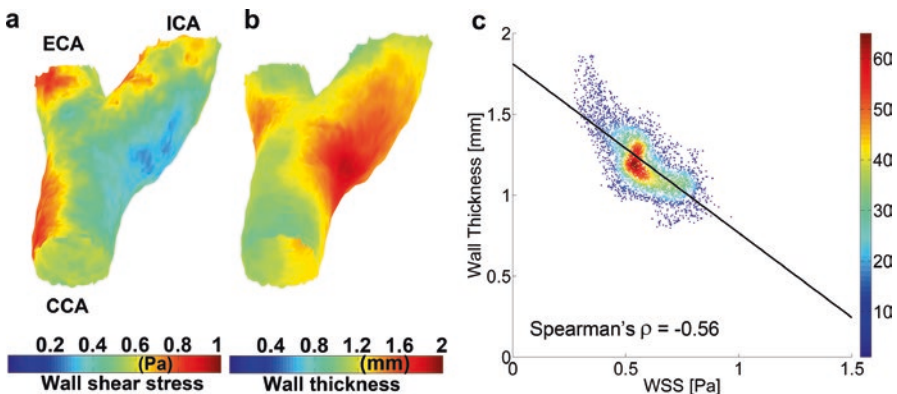 a
ECA
ICA
CCA
0.2 0.4 0.6 0.8 1
(Pa)
Wall shear stress
b
0.4 0.8 1.2 1.6 2
(mm)
Wall thickness
c
2
1.5
1
0.5
0
Wall Thickness [mm]
Spearman's ρ = -0.56
0 0.5 1 1.5
WSS [Pa]
60
50
40
30
20
10